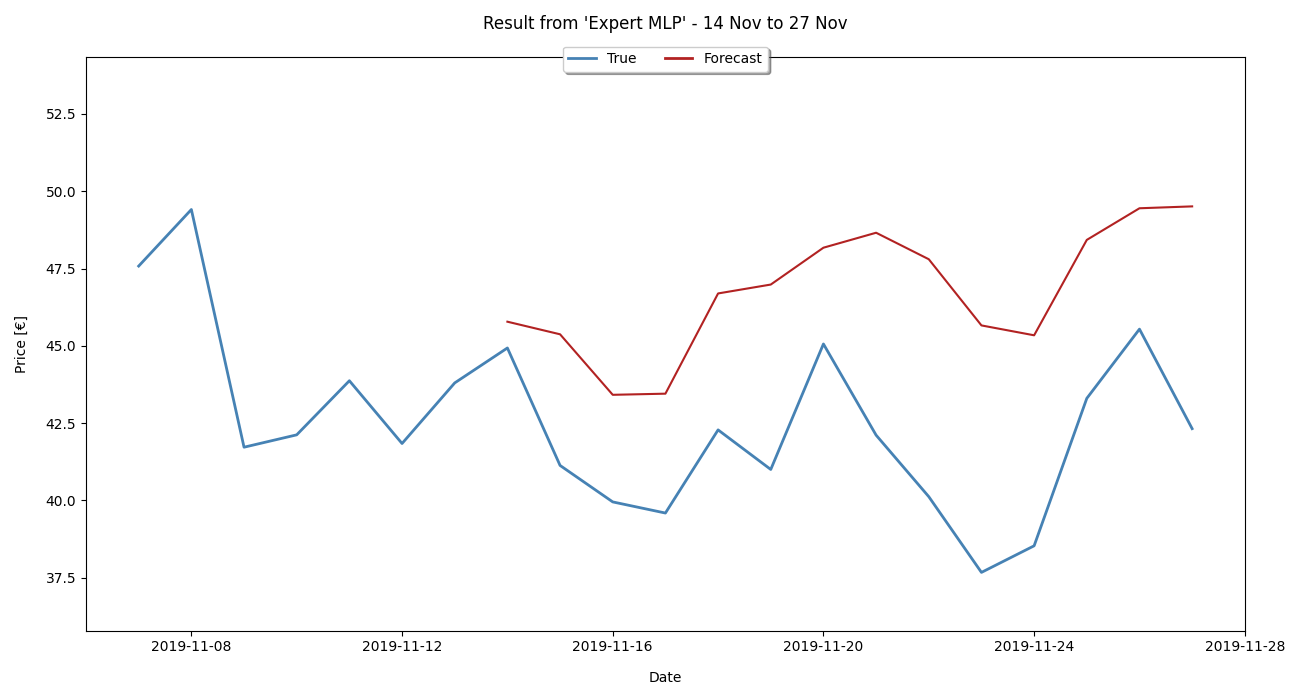 Result from 'Expert MLP' - 14 Nov to 27 Nov
True Forecast
52.5
50.0
47.5
45.0
42.5
40.0
37.5
Price [€]
2019-11-08 2019-11-12 2019-11-16 2019-11-20 2019-11-24 2019-11-28
Date